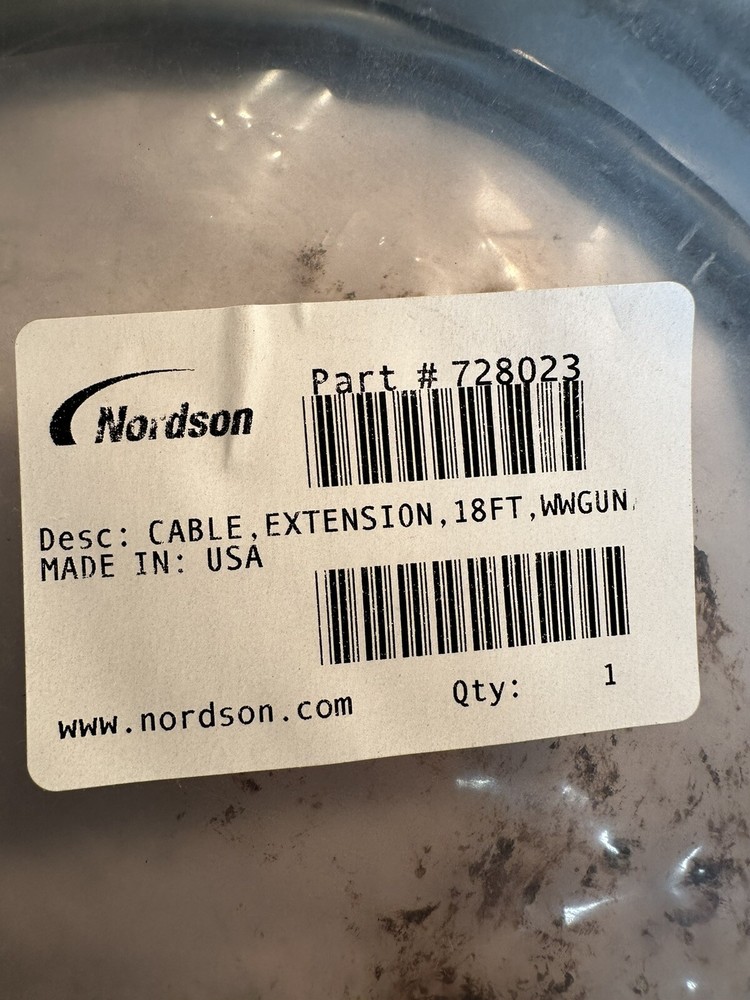 Nordson
Part # 728023
Desc: CABLE,EXTENSION,18FT,WWGUN,
MADE IN: USA
www.nordson.com
Qty: 1